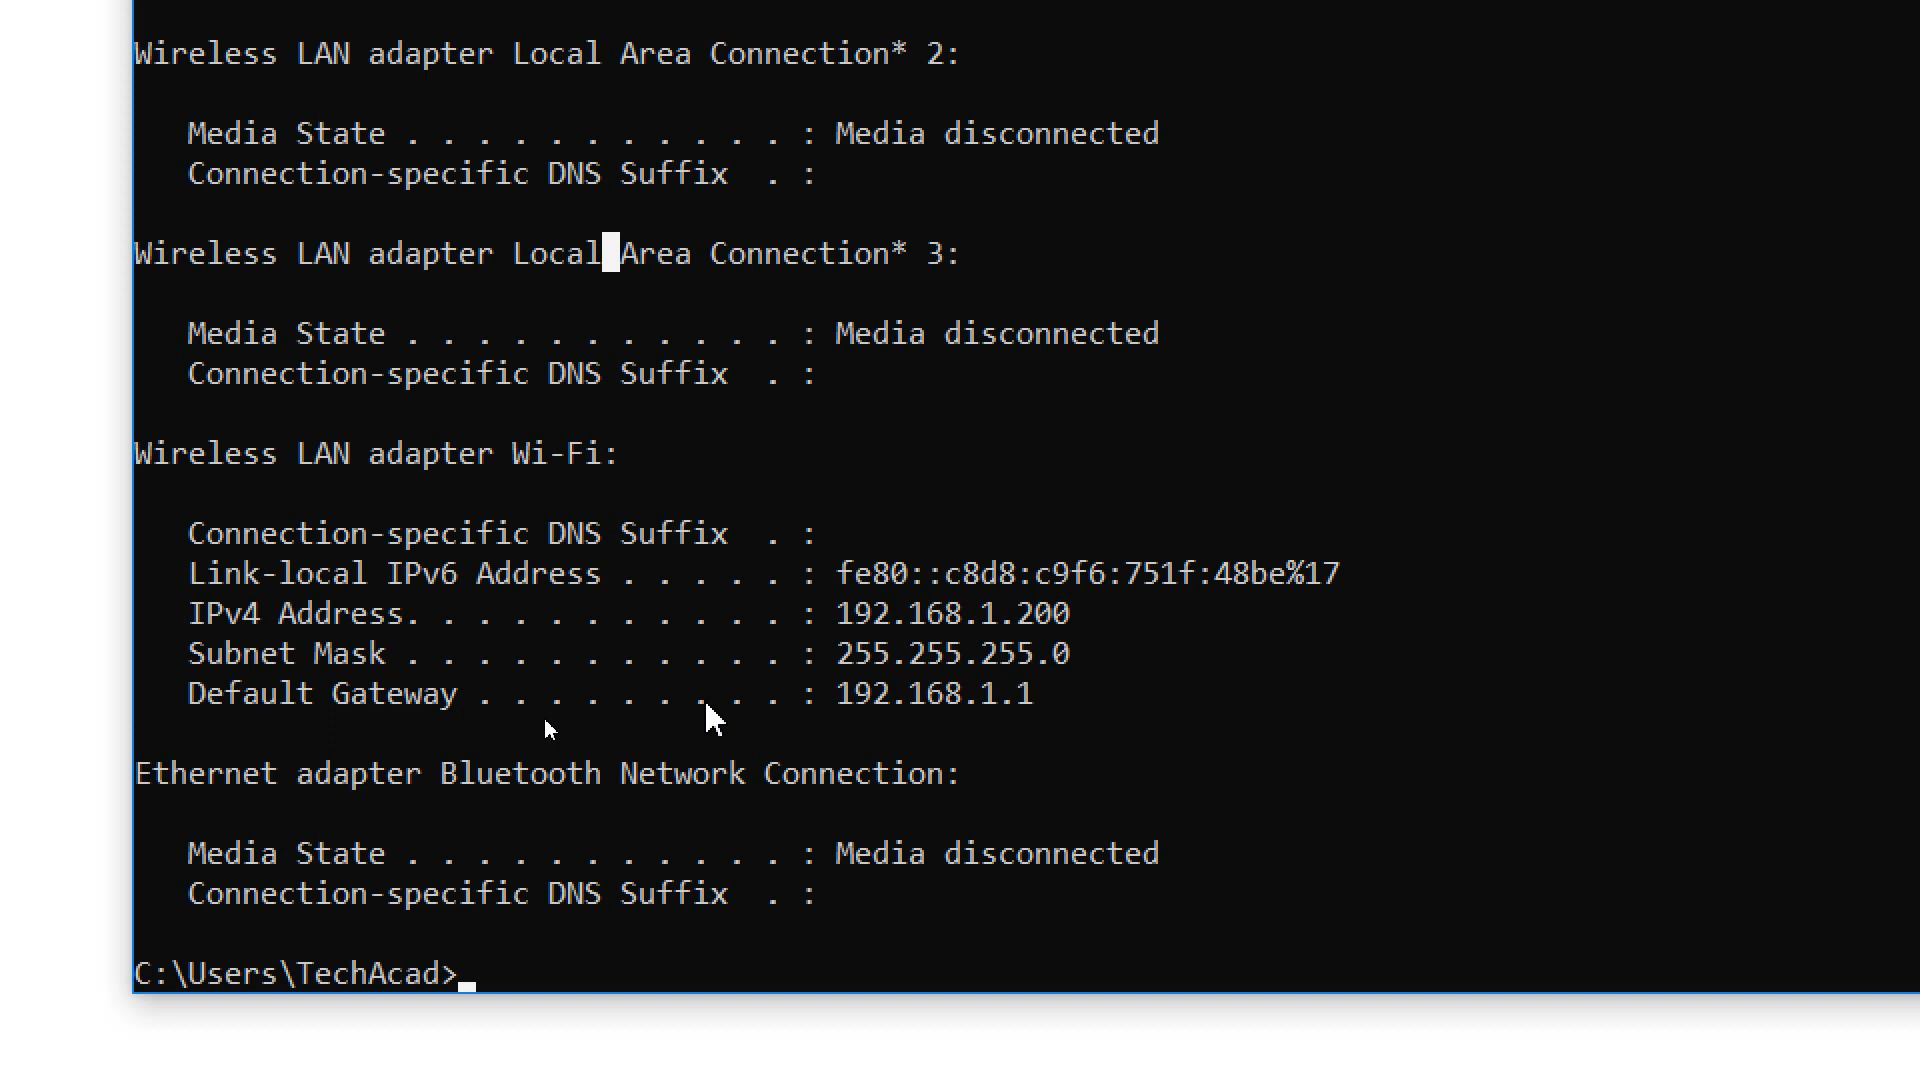 Wireless LAN adapter Local Area Connection* 2:
Media State . . . . . . . . . . . : Media disconnected
Connection-specific DNS Suffix  . :
Wireless LAN adapter Local Area Connection* 3:
Media State . . . . . . . . . . . : Media disconnected
Connection-specific DNS Suffix  . :
Wireless LAN adapter Wi-Fi:
Connection-specific DNS Suffix  . :
Link-local IPv6 Address . . . . . : fe80::c8d8:c9f6:751f:48be%17
IPv4 Address. . . . . . . . . . . : 192.168.1.200
Subnet Mask . . . . . . . . . . . : 255.255.255.0
Default Gateway . . . . . . . . . : 192.168.1.1
Ethernet adapter Bluetooth Network Connection:
Media State . . . . . . . . . . . : Media disconnected
Connection-specific DNS Suffix  . :
C:\Users\TechAcad>